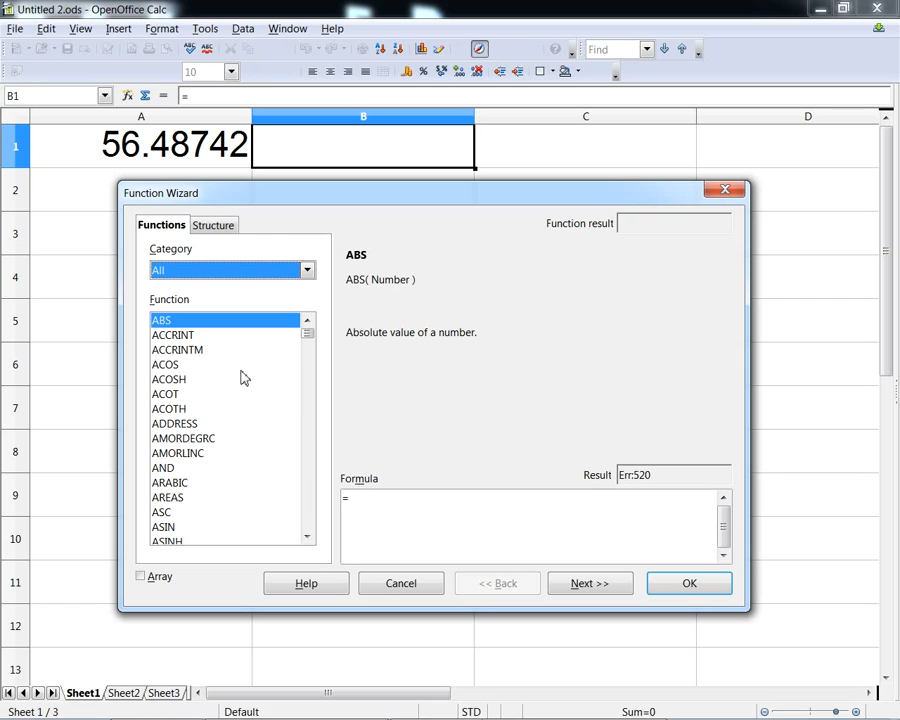 Untitled 2.ods - OpenOffice Calc
File Edit View Insert Format Tools Data Window Help
Find
10
B1 =
A B C D
1 56.48742
2
3
4
5
6
7
8
9
10
11
12
13
Function Wizard
Functions Structure
Function result
Category
All
Function
ABS
ACCRINT
ACCRINTM
ACOS
ACOSH
ACOT
ACOTH
ADDRESS
AMORDEGRC
AMORLINC
AND
ARABIC
AREAS
ASC
ASIN
ASINH
ABS
ABS( Number )
Absolute value of a number.
Formula Result Err:520
=
Array Help Cancel << Back Next >> OK
Sheet1 Sheet2 Sheet3
Sheet 1 / 3 Default STD Sum=0